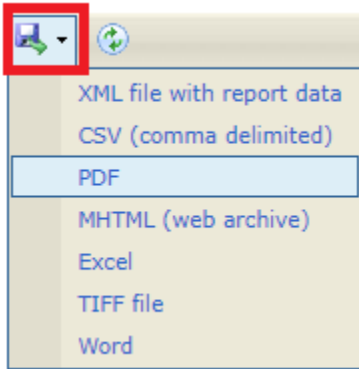 XML file with report data
CSV (comma delimited)
PDF
MHTML (web archive)
Excel
TIFF file
Word